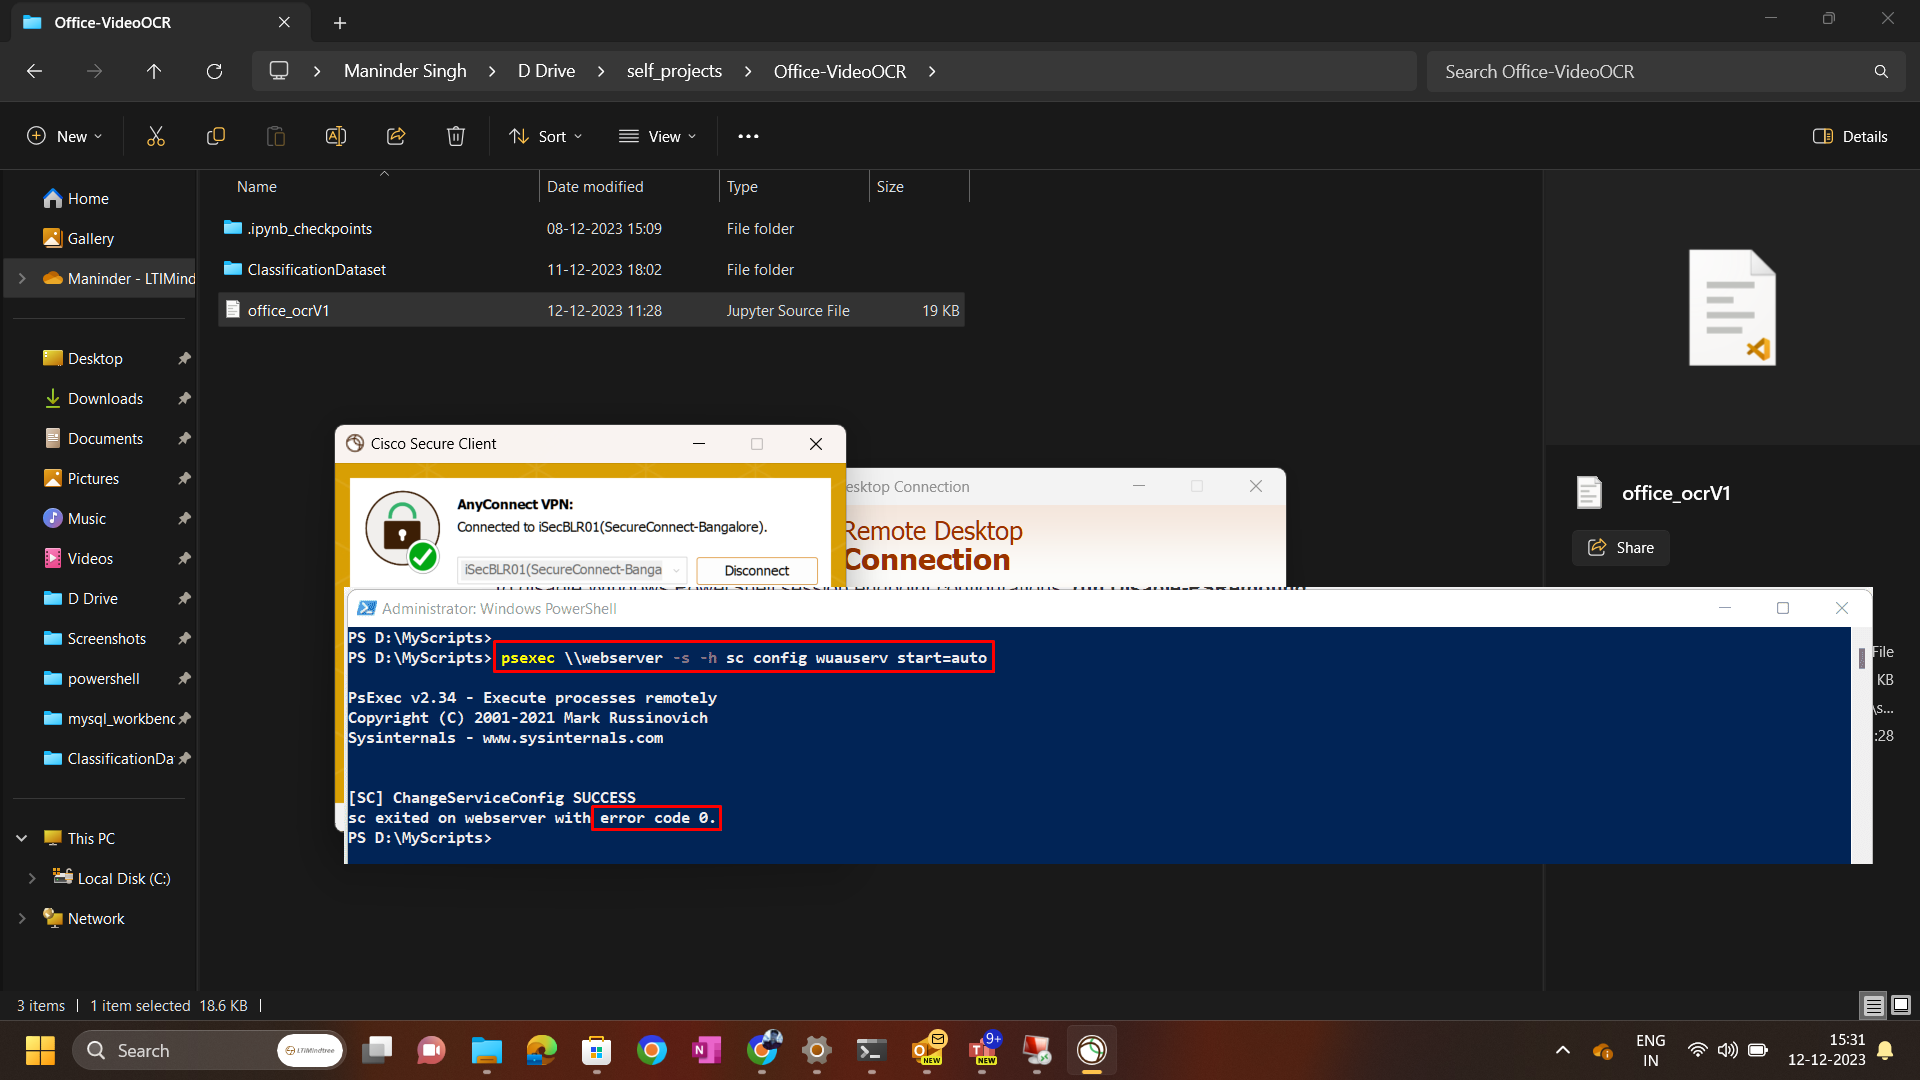 Office-VideoOCR
Maninder Singh
D Drive
self_projects
Office-VideoOCR
Search Office-VideoOCR
New
Sort
View
Details
Name
Date modified
Type
Size
.ipynb_checkpoints 08-12-2023 15:09 File folder
ClassificationDataset 11-12-2023 18:02 File folder
office_ocrV1 12-12-2023 11:28 Jupyter Source File 19 KB
Home
Gallery
Maninder - LTIMind
Desktop
Downloads
Documents
Pictures
Music
Videos
D Drive
Screenshots
powershell
mysql_workbenc
ClassificationDa
This PC
Local Disk (C:)
Network
office_ocrV1
Share
File
KB
\s...
:28
Cisco Secure Client
AnyConnect VPN:
Connected to iSecBLR01(SecureConnect-Bangalore).
iSecBLR01(SecureConnect-Banga
Disconnect
esktop Connection
Remote Desktop
Connection
Administrator: Windows PowerShell
PS D:\MyScripts>
PS D:\MyScripts> psexec \\webserver -s -h sc config wuauserv start=auto
PsExec v2.34 - Execute processes remotely
Copyright (C) 2001-2021 Mark Russinovich
Sysinternals - www.sysinternals.com
[SC] ChangeServiceConfig SUCCESS
sc exited on webserver with error code 0.
PS D:\MyScripts>
3 items
1 item selected 18.6 KB
Search
LTIMindtree
NEW
9+
NEW
ENG
IN
15:31
12-12-2023